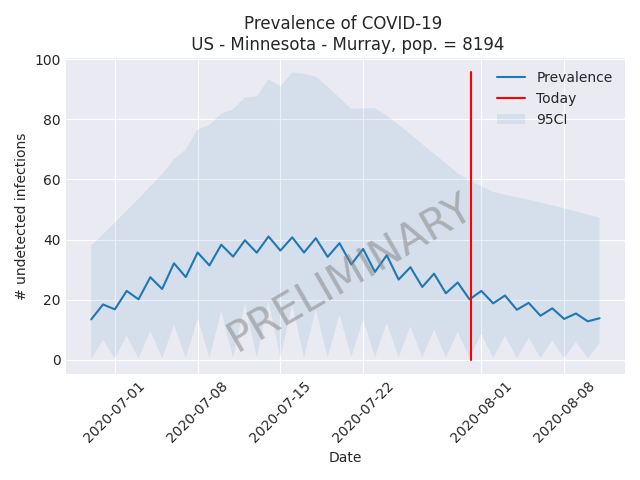 Prevalence of COVID-19
US - Minnesota - Murray, pop. = 8194
# undetected infections
100
80
60
40
20
0
Prevalence
Today
95CI
PRELIMINARY
2020-07-01
2020-07-08
2020-07-15
2020-07-22
2020-08-01
2020-08-08
Date